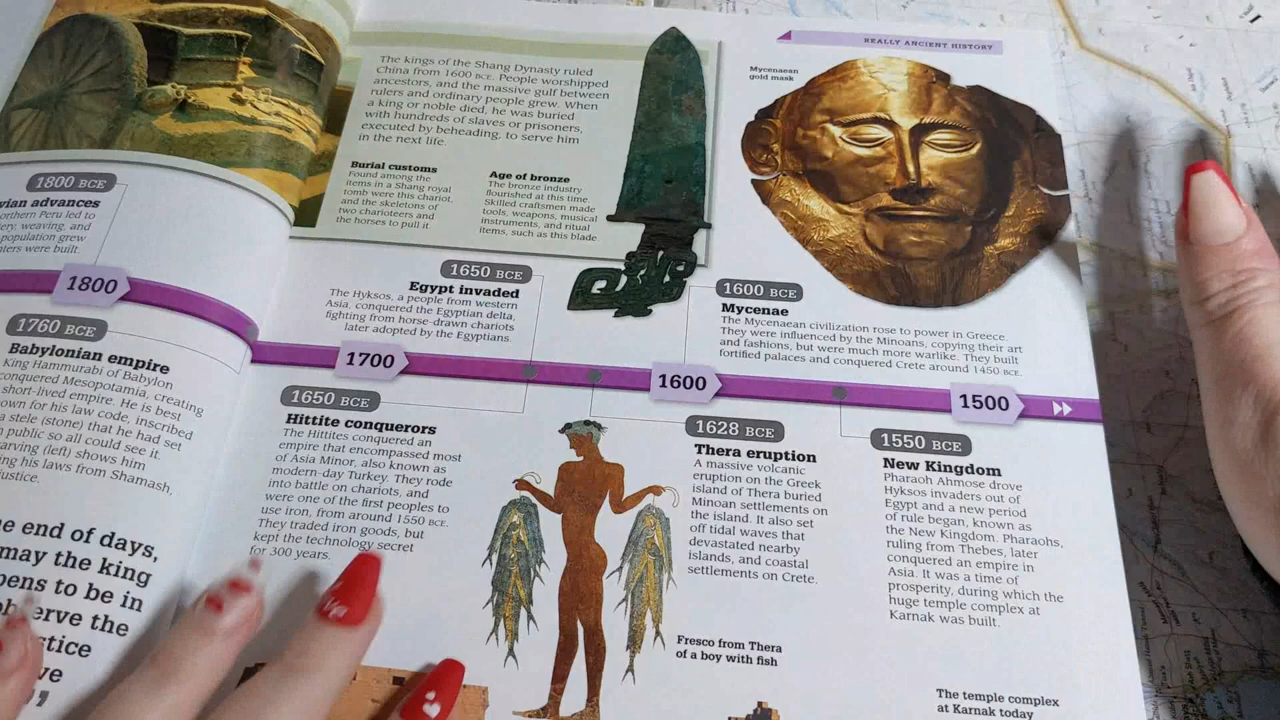 REALLY ANCIENT HISTORY
The kings of the Shang Dynasty ruled
China from 1600 BCE. People worshipped
ancestors, and the massive gulf between
rulers and ordinary people grew. When
a king or noble died, he was buried
with hundreds of slaves or prisoners,
executed by beheading, to serve him
in the next life.
Burial customs
Found among the
items in a Shang royal
tomb were this chariot,
and the skeletons of
two charioteers and
the horses to pull it.
Age of bronze
The bronze industry
flourished at this time.
Skilled craftsmen made
tools, weapons, musical
instruments, and ritual
items, such as this blade.
Mycenaean
gold mask
1800 BCE
vian advances
orthern Peru led to
ery, weaving, and
population grew
nters were built.
1650 BCE
Egypt invaded
The Hyksos, a people from western
Asia, conquered the Egyptian delta,
fighting from horse-drawn chariots
later adopted by the Egyptians.
1600 BCE
Mycenae
The Mycenaean civilization rose to power in Greece.
They were influenced by the Minoans, copying their art
and fashions, but were much more warlike. They built
fortified palaces and conquered Crete around 1450 BCE.
1800
1700
1600
1500
1760 BCE
Babylonian empire
King Hammurabi of Babylon
conquered Mesopotamia, creating
short-lived empire. He is best
own for his law code, inscribed
a stele (stone) that he had set
public so all could see it.
arving (left) shows him
ing his laws from Shamash,
ustice.
e end of days,
may the king
pens to be in
observe the
stice
ve
”
1650 BCE
Hittite conquerors
The Hittites conquered an
empire that encompassed most
of Asia Minor, also known as
modern-day Turkey. They rode
into battle on chariots, and
were one of the first peoples to
use iron, from around 1550 BCE.
They traded iron goods, but
kept the technology secret
for 300 years.
1628 BCE
Thera eruption
A massive volcanic
eruption on the Greek
island of Thera buried
Minoan settlements on
the island. It also set
off tidal waves that
devastated nearby
islands, and coastal
settlements on Crete.
Fresco from Thera
of a boy with fish
1550 BCE
New Kingdom
Pharaoh Ahmose drove
Hyksos invaders out of
Egypt and a new period
of rule began, known as
the New Kingdom. Pharaohs,
ruling from Thebes, later
conquered an empire in
Asia. It was a time of
prosperity, during which the
huge temple complex at
Karnak was built.
The temple complex
at Karnak today